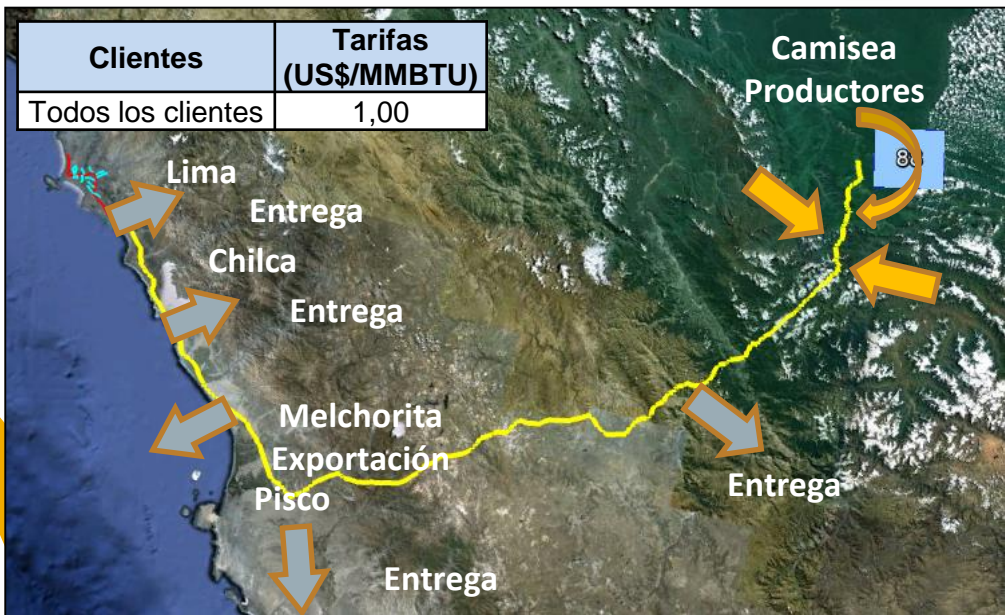 Clientes
Tarifas
(US$/MMBTU)
Todos los clientes
1,00
Camisea
Productores
88
Lima
Entrega
Chilca
Entrega
Melchorita
Exportación
Pisco
Entrega
Entrega